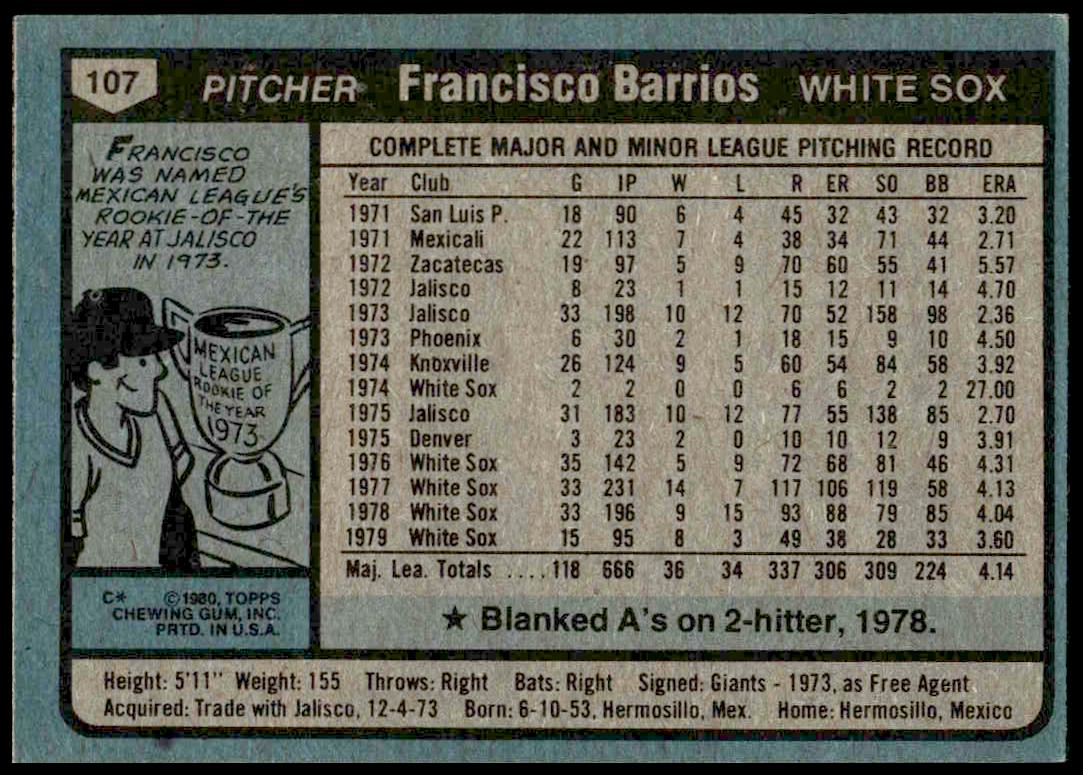 107 PITCHER Francisco Barrios WHITE SOX
FRANCISCO
WAS NAMED
MEXICAN LEAGUE'S
ROOKIE-OF-THE
YEAR AT JALISCO
IN 1973.
MEXICAN
LEAGUE
ROOKIE OF
THE YEAR
1973
C* ©1980, TOPPS
CHEWING GUM, INC.
PRTD. IN U.S.A.
COMPLETE MAJOR AND MINOR LEAGUE PITCHING RECORD
Year Club G IP W L R ER SO BB ERA
1971 San Luis P. 18 90 6 4 45 32 43 32 3.20
1971 Mexicali 22 113 7 4 38 34 71 44 2.71
1972 Zacatecas 19 97 5 9 70 60 55 41 5.57
1972 Jalisco 8 23 1 1 15 12 11 14 4.70
1973 Jalisco 33 198 10 12 70 52 158 98 2.36
1973 Phoenix 6 30 2 1 18 15 9 10 4.50
1974 Knoxville 26 124 9 5 60 54 84 58 3.92
1974 White Sox 2 2 0 0 6 6 2 2 27.00
1975 Jalisco 31 183 10 12 77 55 138 85 2.70
1975 Denver 3 23 2 0 10 10 12 9 3.91
1976 White Sox 35 142 5 9 72 68 81 46 4.31
1977 White Sox 33 231 14 7 117 106 119 58 4.13
1978 White Sox 33 196 9 15 93 88 79 85 4.04
1979 White Sox 15 95 8 3 49 38 28 33 3.60
Maj. Lea. Totals ....118 666 36 34 337 306 309 224 4.14
★ Blanked A's on 2-hitter, 1978.
Height: 5'11" Weight: 155 Throws: Right Bats: Right Signed: Giants - 1973, as Free Agent
Acquired: Trade with Jalisco, 12-4-73 Born: 6-10-53, Hermosillo, Mex. Home: Hermosillo, Mexico